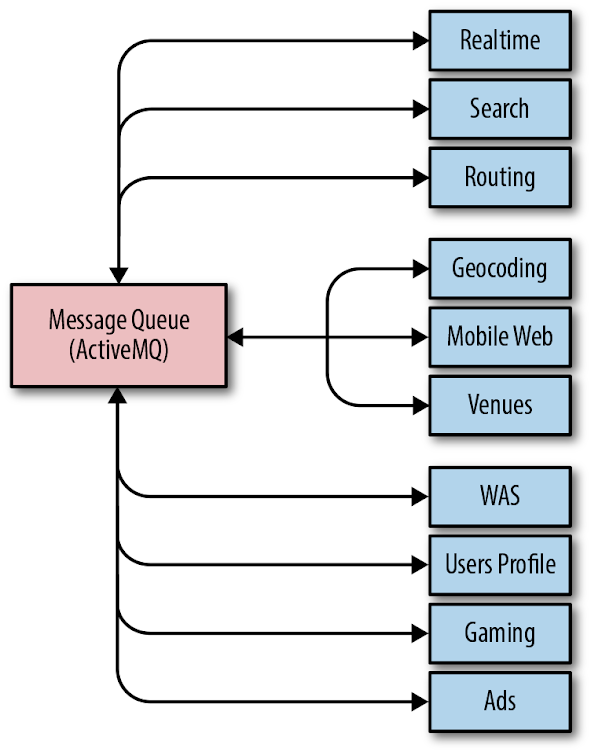 Realtime
Search
Routing
Geocoding
Message Queue
(ActiveMQ)
Mobile Web
Venues
WAS
Users Profile
Gaming
Ads